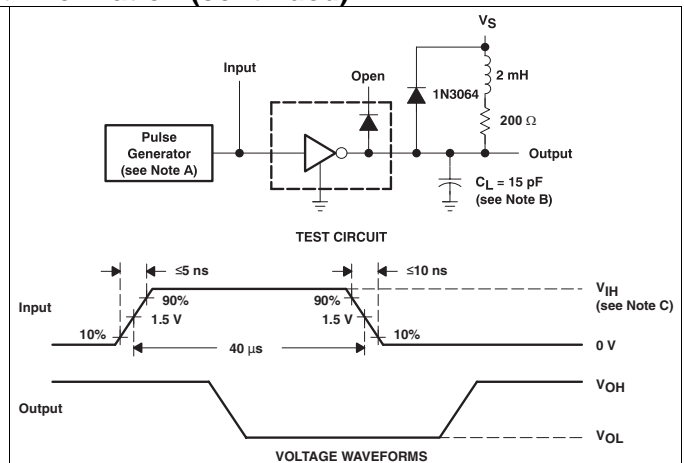 VS
2 mH
Input
Open
1N3064
200 Ω
Pulse
Generator
(see Note A)
Output
CL = 15 pF
(see Note B)
TEST CIRCUIT
≤5 ns
≤10 ns
VIH
(see Note C)
90%
90%
Input
1.5 V
1.5 V
10%
10%
40 μs
0 V
VOH
Output
VOL
VOLTAGE WAVEFORMS